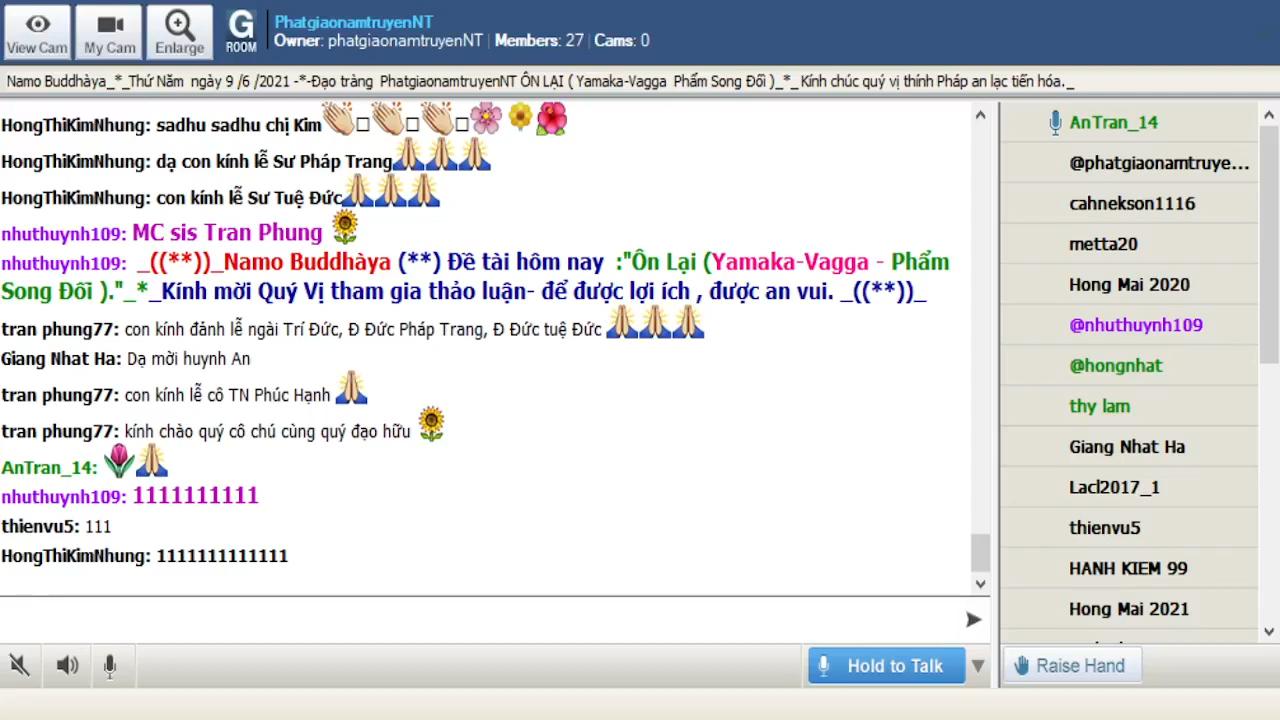 View Cam
My Cam
Enlarge
G
ROOM
PhatgiaonamtruyenNT
Owner: phatgiaonamtruyenNT | Members: 27 | Cams: 0
Namo Buddhàya_*_Thứ Năm ngày 9 /6 /2021 -*-Đạo tràng PhatgiaonamtruyenNT ÔN LẠI ( Yamaka-Vagga Phẩm Song Đối )_*_ Kính chúc quý vị thính Pháp an lạc tiến hóa._
HongThiKimNhung: sadhu sadhu chị Kim
HongThiKimNhung: dạ con kính lễ Sư Pháp Trang
HongThiKimNhung: con kính lễ Sư Tuệ Đức
nhuthuynh109: MC sis Tran Phung
nhuthuynh109: _((**))_Namo Buddhàya (**) Đề tài hôm nay :"Ôn Lại (Yamaka-Vagga - Phẩm
Song Đối )."_*_Kính mời Quý Vị tham gia thảo luận- để được lợi ích , được an vui. _((**))_
tran phung77: con kính đảnh lễ ngài Trí Đức, Đ Đức Pháp Trang, Đ Đức tuệ Đức
Giang Nhat Ha: Dạ mời huynh An
tran phung77: con kính lễ cô TN Phúc Hạnh
tran phung77: kính chào quý cô chú cùng quý đạo hữu
AnTran_14:
nhuthuynh109: 1111111111
thienvu5: 111
HongThiKimNhung: 1111111111111
Hold to Talk
AnTran_14
@phatgiaonamtruye...
cahnekson1116
metta20
Hong Mai 2020
@nhuthuynh109
@hongnhat
thy lam
Giang Nhat Ha
Lacl2017_1
thienvu5
HANH KIEM 99
Hong Mai 2021
Raise Hand